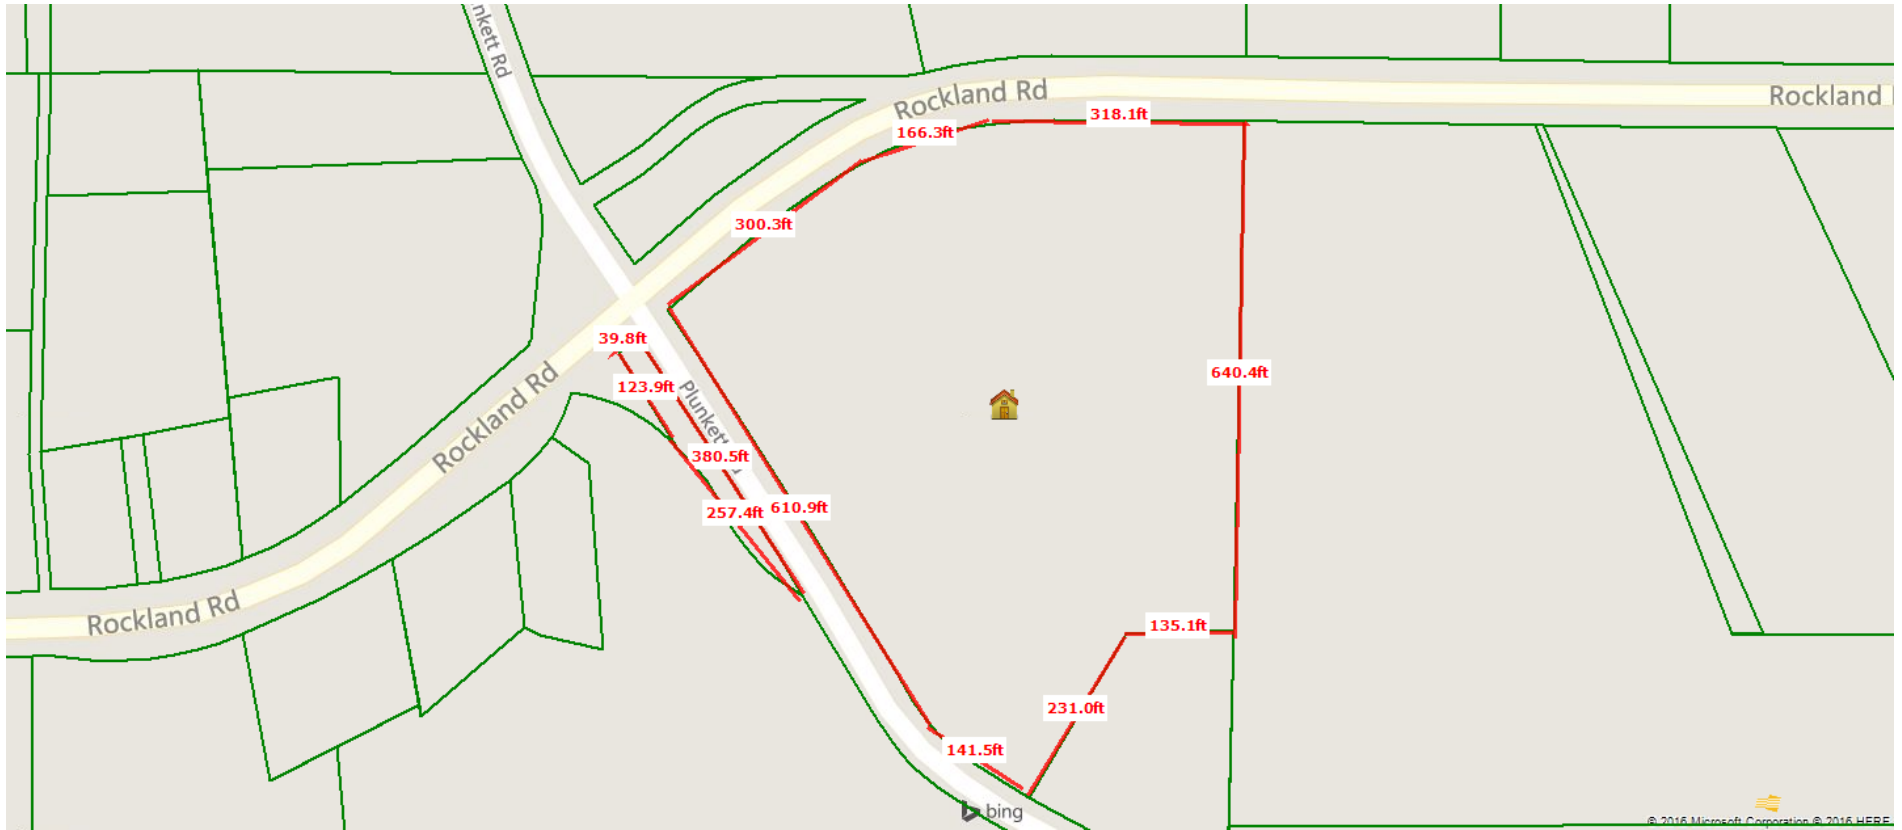 nkett Rd
Rockland Rd
Rockland
318.1ft
166.3ft
300.3ft
39.8ft
640.4ft
123.9ft
Plunkett
Rockland Rd
380.5ft
610.9ft
257.4ft
Rockland Rd
135.1ft
231.0ft
141.5ft
bing
© 2016 Microsoft Corporation © 2016 HERE